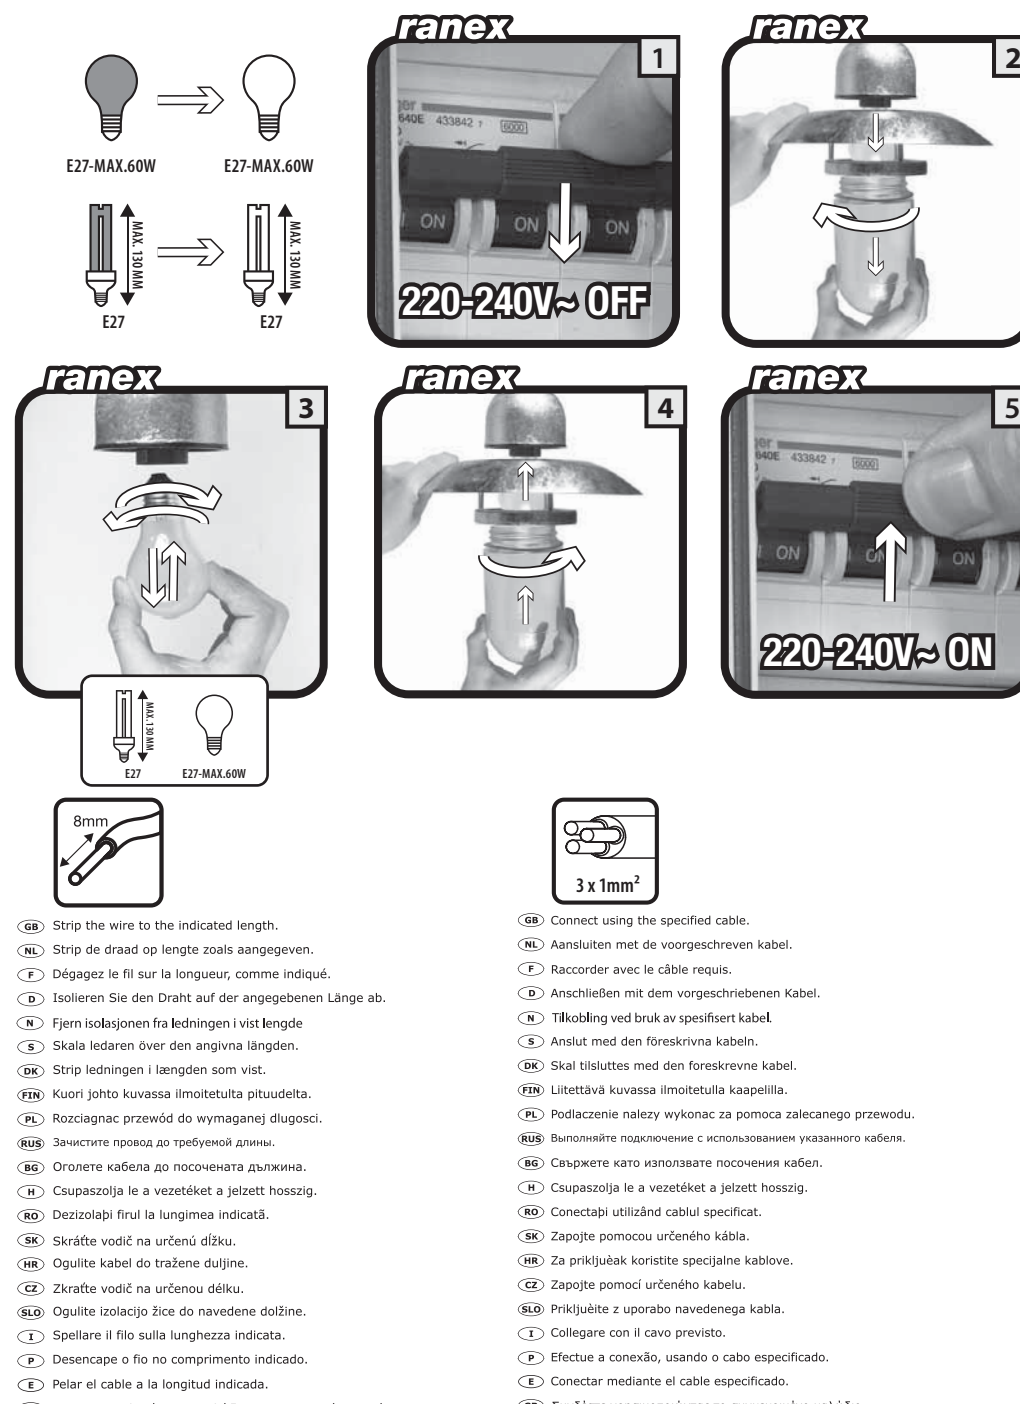 ranex
1
ger
640E 433842 6000
ON ON ON
220-240V~ OFF
ranex
2
E27-MAX.60W E27-MAX.60W
MAX. 130 MM MAX. 130 MM
E27 E27
ranex
3
MAX. 130 MM
E27 E27-MAX.60W
ranex
4
ranex
5
ger
640E 433842 6000
I ON ON ON
220-240V~ ON
8mm
GB Strip the wire to the indicated length.
NL Strip de draad op lengte zoals aangegeven.
F Dégagez le fil sur la longueur, comme indiqué.
D Isolieren Sie den Draht auf der angegebenen Länge ab.
N Fjern isolasjonen fra ledningen i vist lengde
S Skala ledaren över den angivna längden.
DK Strip ledningen i længden som vist.
FIN Kuori johto kuvassa ilmoitetulta pituudelta.
PL Rozciagnac przewód do wymaganej dlugosci.
RUS Зачистите провод до требуемой длины.
BG Оголете кабела до посочената дължина.
H Csupaszolja le a vezetéket a jelzett hosszig.
RO Dezizolaþi firul la lungimea indicatã.
SK Skráťte vodič na určenú dĺžku.
HR Ogulite kabel do tražene duljine.
CZ Zkraťte vodič na určenou délku.
SLO Ogulite izolacijo žice do navedene dolžine.
I Spellare il filo sulla lunghezza indicata.
P Desencape o fio no comprimento indicado.
E Pelar el cable a la longitud indicada.
3 x 1mm²
GB Connect using the specified cable.
NL Aansluiten met de voorgeschreven kabel.
F Raccorder avec le câble requis.
D Anschließen mit dem vorgeschriebenen Kabel.
N Tilkobling ved bruk av spesifisert kabel.
S Anslut med den föreskrivna kabeln.
DK Skal tilsluttes med den foreskrevne kabel.
FIN Liitettävä kuvassa ilmoitetulla kaapelilla.
PL Podlaczenie nalezy wykonac za pomoca zalecanego przewodu.
RUS Выполняйте подключение с использованием указанного кабеля.
BG Свържете като използвате посочения кабел.
H Csupaszolja le a vezetéket a jelzett hosszig.
RO Conectaþi utilizând cablul specificat.
SK Zapojte pomocou určeného kábla.
HR Za prikljuèak koristite specijalne kablove.
CZ Zapojte pomocí určeného kabelu.
SLO Prikljuèite z uporabo navedenega kabla.
I Collegare con il cavo previsto.
P Efectue a conexão, usando o cabo especificado.
E Conectar mediante el cable especificado.